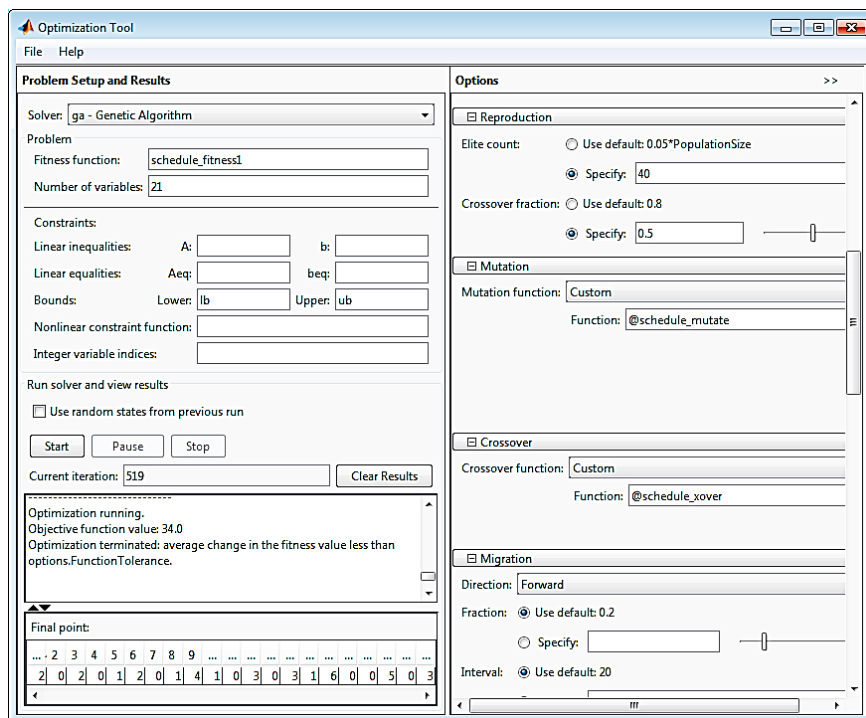 Optimization Tool
File Help
Problem Setup and Results
Solver: ga - Genetic Algorithm
Problem
Fitness function: schedule_fitness1
Number of variables: 21
Constraints:
Linear inequalities: A: b:
Linear equalities: Aeq: beq:
Bounds: Lower: lb Upper: ub
Nonlinear constraint function:
Integer variable indices:
Run solver and view results
Use random states from previous run
Start Pause Stop
Current iteration: 519 Clear Results
Optimization running.
Objective function value: 34.0
Optimization terminated: average change in the fitness value less than
options.FunctionTolerance.
Final point:
... 2 3 4 5 6 7 8 9 ... ... ... ... ... ... ... ... ... ...
2 0 2 0 1 2 0 1 4 1 0 3 0 3 1 6 0 0 5 0 3
Options >>
Reproduction
Elite count: Use default: 0.05*PopulationSize
Specify: 40
Crossover fraction: Use default: 0.8
Specify: 0.5
Mutation
Mutation function: Custom
Function: @schedule_mutate
Crossover
Crossover function: Custom
Function: @schedule_xover
Migration
Direction: Forward
Fraction: Use default: 0.2
Specify:
Interval: Use default: 20